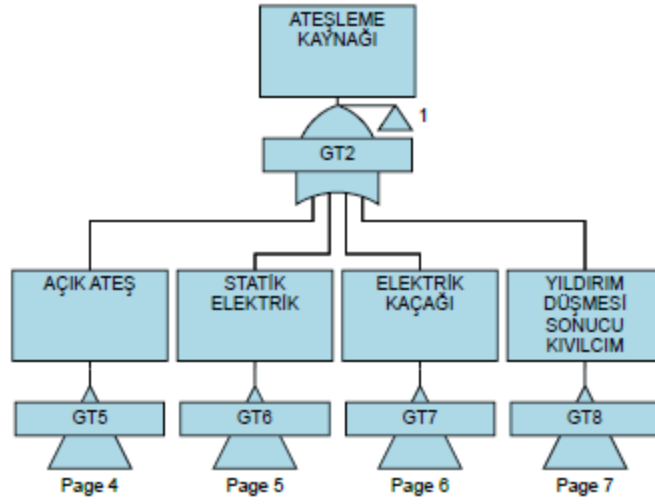 ATEŞLEME
KAYNAĞI
1
GT2
AÇIK ATEŞ
STATİK
ELEKTRİK
ELEKTRİK
KAÇAĞI
YILDIRIM
DÜŞMESİ
SONUCU
KIVILCIM
GT5
GT6
GT7
GT8
Page 4
Page 5
Page 6
Page 7